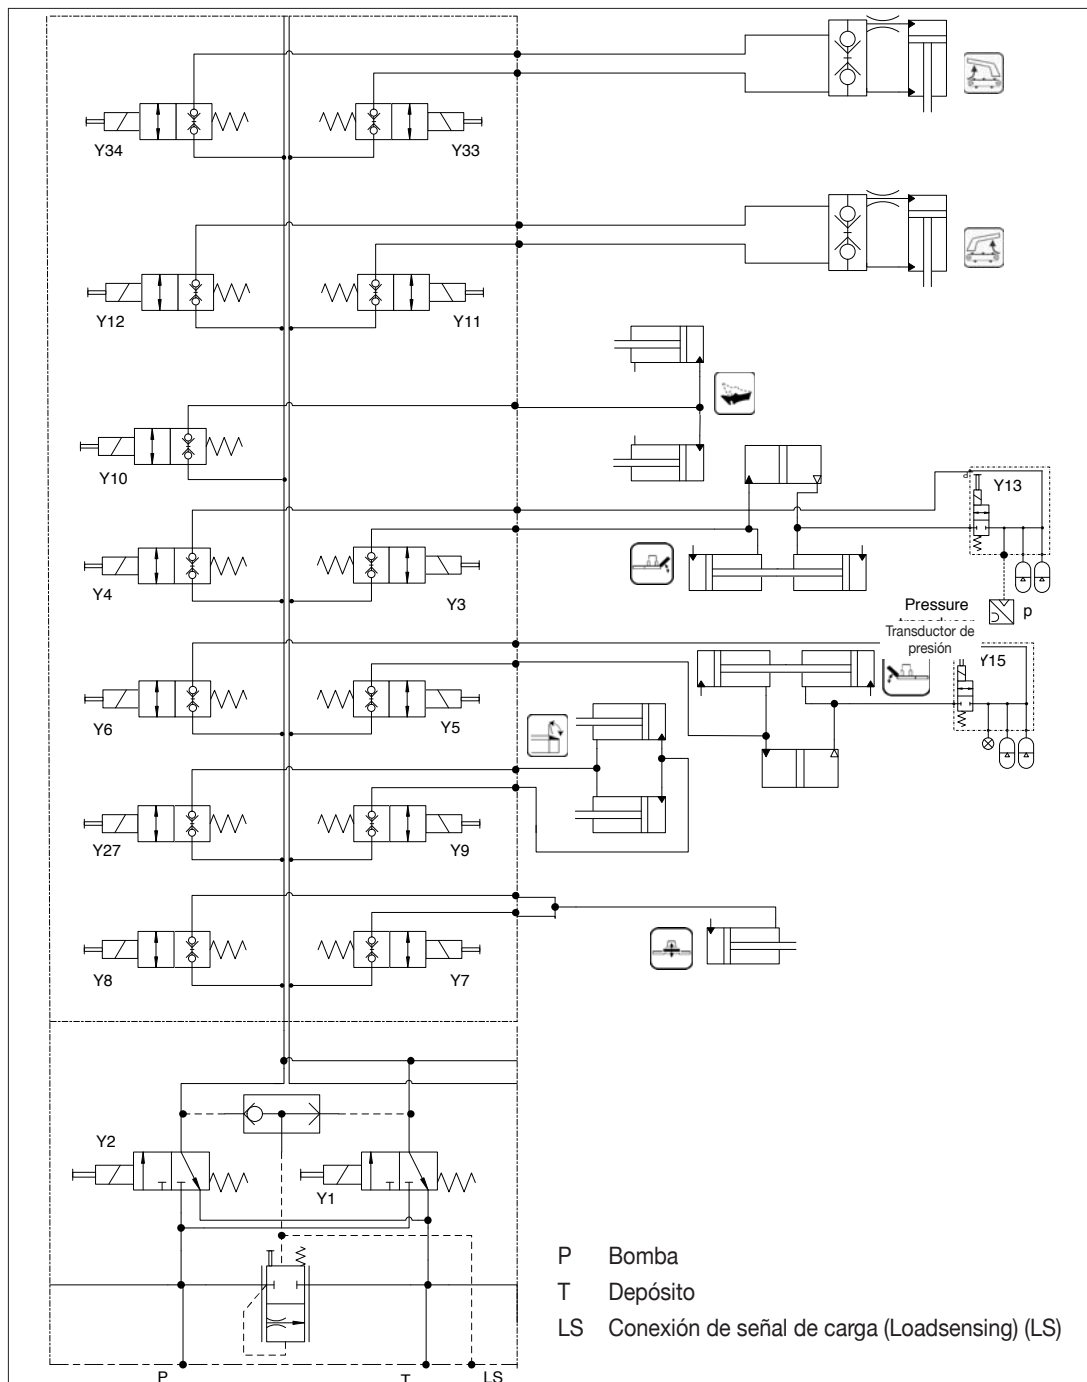 Y34
Y33
Y12
Y11
Y10
Y13
Y4
Y3
Pressure
p
Transductor de
presión
Y15
Y6
Y5
Y27
Y9
Y8
Y7
Y2
Y1
P Bomba
T Depósito
LS Conexión de señal de carga (Loadsensing) (LS)
P
T
LS